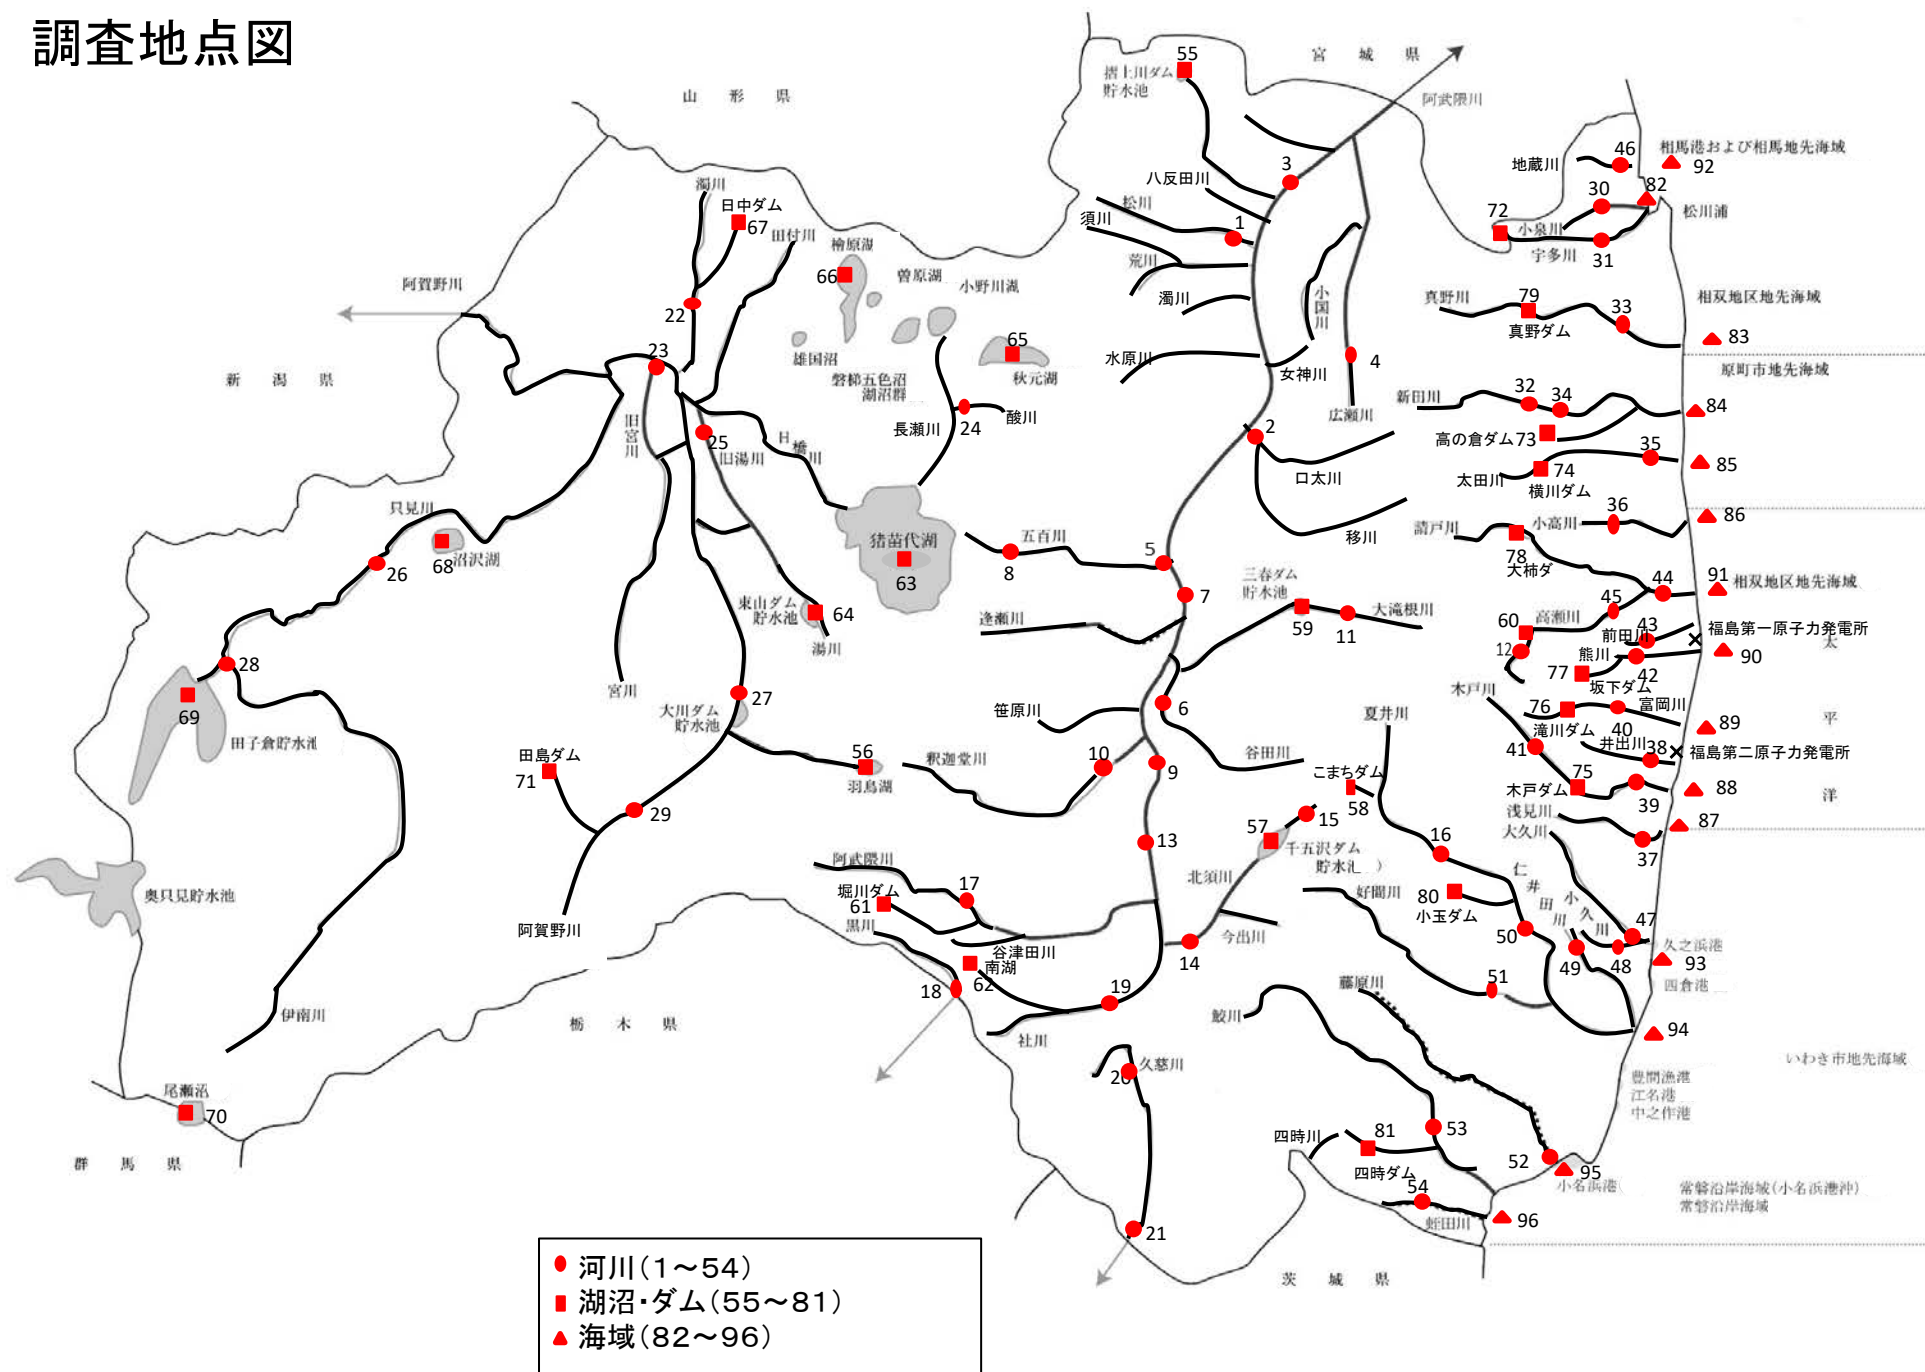 調査地点図
山 形 県
宮 城 県
新 潟 県
群 馬 県
栃 木 県
茨 城 県
太
平
洋
55
摺上川ダム
貯水池
阿武隈川
3
八反田川
松川
須川
1
荒川
濁川
小国川
水原川
女神川
4
広瀬川
2
口太川
移川
地蔵川
46
相馬港および相馬地先海域
92
30
82
松川浦
72
小泉川
宇多川
31
真野川
79
真野ダム
33
相双地区地先海域
83
原町市地先海域
新田川
32
34
84
高の倉ダム
73
35
85
太田川
74
横川ダム
36
86
請戸川
小高川
78
大柿ダ
44
91
相双地区地先海域
45
高瀬川
60
12
前田川
43
福島第一原子力発電所
熊川
42
90
77
坂下ダム
木戸川
76
滝川ダム
40
富岡川
89
41
井出川
38
福島第二原子力発電所
75
木戸ダム
39
88
浅見川
87
37
大久川
濁川
日中ダム
67
田付川
桧原湖
66
曽原湖
小野川湖
雄国沼
磐梯五色沼
湖沼群
65
秋元湖
阿賀野川
22
23
旧宮川
25
旧湯川
日橋川
長瀬川
24
酸川
猪苗代湖
63
只見川
68
沼沢湖
26
東山ダム
貯水池
64
湯川
宮川
28
69
田子倉貯水池
27
大川ダム
貯水池
田島ダム
71
29
56
羽鳥湖
奥只見貯水池
阿賀野川
伊南川
尾瀬沼
70
8
五百川
5
7
逢瀬川
三春ダム
貯水池
59
11
大滝根川
笹原川
6
谷田川
釈迦堂川
10
9
13
夏井川
こまちダム
58
15
57
千五沢ダム
貯水池
北須川
今出川
14
16
80
小玉ダム
好間川
50
仁井田川
小久川
47
48
49
久之浜港
93
四倉港
51
94
阿武隈川
堀川ダム
61
17
黒川
谷津田川
南湖
62
18
19
社川
20
久慈川
21
藤原川
鮫川
53
四時川
81
四時ダム
52
95
小名浜港
54
蛭田川
96
いわき市地先海域
豊間漁港
江名港
中之作港
常磐沿岸海域(小名浜港沖)
常磐沿岸海域
河川(1～54)
湖沼・ダム(55～81)
海域(82～96)